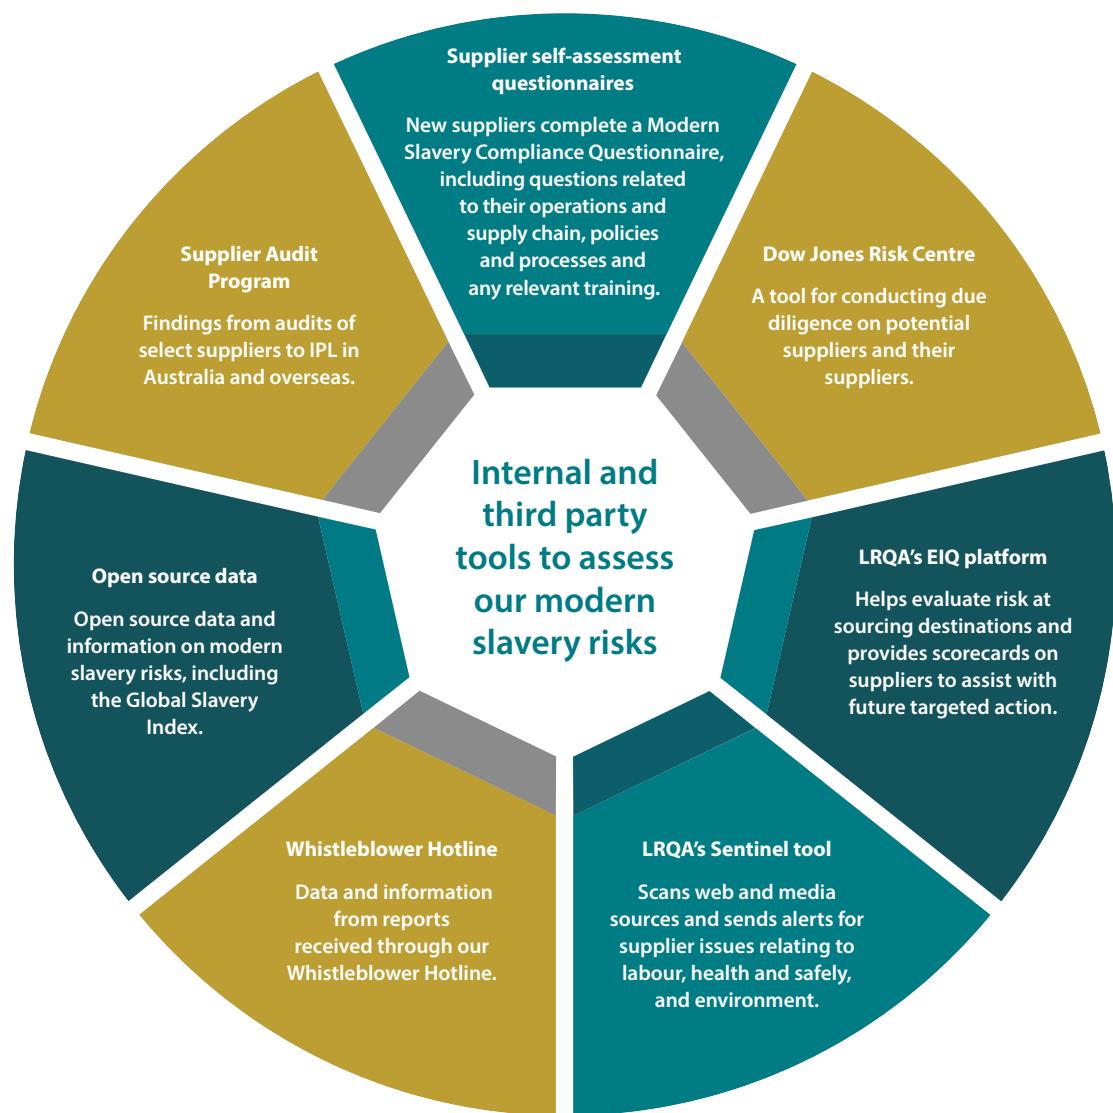 Supplier self-assessment
questionnaires
New suppliers complete a Modern
Slavery Compliance Questionnaire,
including questions related
to their operations and
supply chain, policies
and processes and
any relevant training.
Dow Jones Risk Centre
A tool for conducting due
diligence on potential
suppliers and their
suppliers.
LRQA's EIQ platform
Helps evaluate risk at
sourcing destinations and
provides scorecards on
suppliers to assist with
future targeted action.
LRQA's Sentinel tool
Scans web and media
sources and sends alerts for
supplier issues relating to
labour, health and safely,
and environment.
Whistleblower Hotline
Data and information
from reports
received through our
Whistleblower Hotline.
Open source data
Open source data and
information on modern
slavery risks, including
the Global Slavery
Index.
Supplier Audit
Program
Findings from audits of
select suppliers to IPL in
Australia and overseas.
Internal and
third party
tools to assess
our modern
slavery risks